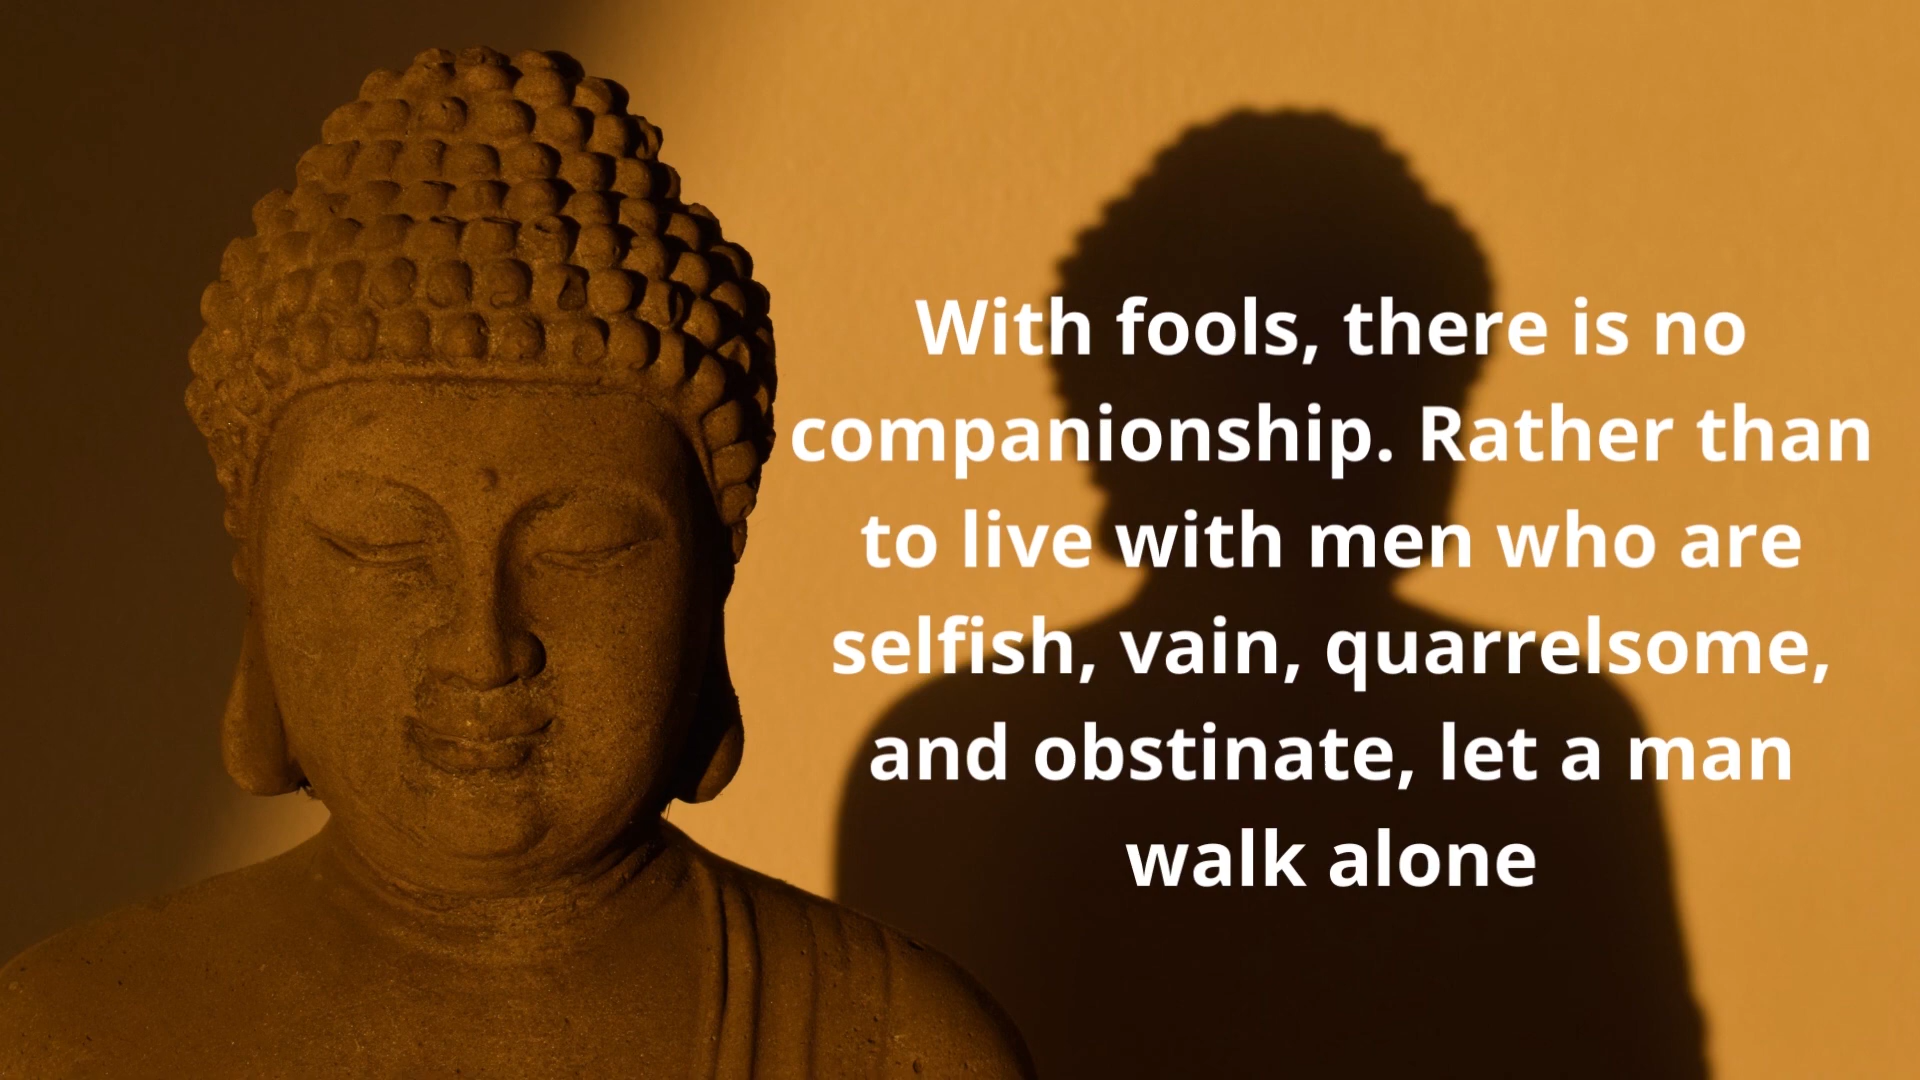 With fools, there is no
companionship. Rather than
to live with men who are
selfish, vain, quarrelsome,
and obstinate, let a man
walk alone